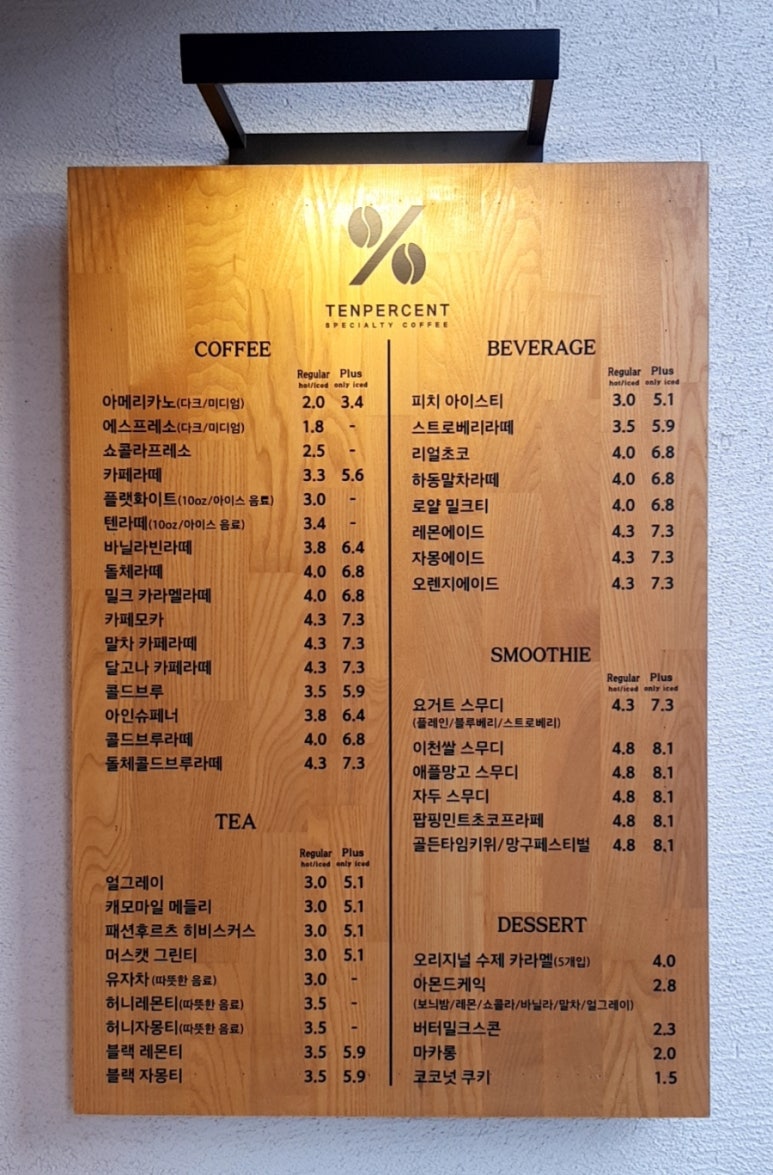 %
TENPERCENT
SPECIALTY COFFEE
COFFEE
Regular Plus
hot/iced only iced
아메리카노(다크/미디엄) 2.0 3.4
에스프레소(다크/미디엄) 1.8 -
쇼콜라프레소 2.5 -
카페라떼 3.3 5.6
플랫화이트(10oz/아이스 음료) 3.0 -
텐라떼(10oz/아이스 음료) 3.4 -
바닐라빈라떼 3.8 6.4
돌체라떼 4.0 6.8
밀크 카라멜라떼 4.0 6.8
카페모카 4.3 7.3
말차 카페라떼 4.3 7.3
달고나 카페라떼 4.3 7.3
콜드브루 3.5 5.9
아인슈페너 3.8 6.4
콜드브루라떼 4.0 6.8
돌체콜드브루라떼 4.3 7.3
TEA
Regular Plus
hot/iced only iced
얼그레이 3.0 5.1
캐모마일 메들리 3.0 5.1
패션후르츠 히비스커스 3.0 5.1
머스캣 그린티 3.0 5.1
유자차(따뜻한 음료) 3.0 -
허니레몬티(따뜻한 음료) 3.5 -
허니자몽티(따뜻한 음료) 3.5 -
블랙 레몬티 3.5 5.9
블랙 자몽티 3.5 5.9
BEVERAGE
Regular Plus
hot/iced only iced
피치 아이스티 3.0 5.1
스트로베리라떼 3.5 5.9
리얼초코 4.0 6.8
하동말차라떼 4.0 6.8
로얄 밀크티 4.0 6.8
레몬에이드 4.3 7.3
자몽에이드 4.3 7.3
오렌지에이드 4.3 7.3
SMOOTHIE
Regular Plus
hot/iced only iced
요거트 스무디 4.3 7.3
(플레인/블루베리/스트로베리)
이천쌀 스무디 4.8 8.1
애플망고 스무디 4.8 8.1
자두 스무디 4.8 8.1
팝핑민트초코프라페 4.8 8.1
골든타임키위/망구페스티벌 4.8 8.1
DESSERT
오리지널 수제 카라멜(5개입) 4.0
아몬드케익 2.8
(보늬밤/레몬/쇼콜라/바닐라/말차/얼그레이)
버터밀크스콘 2.3
마카롱 2.0
코코넛 쿠키 1.5